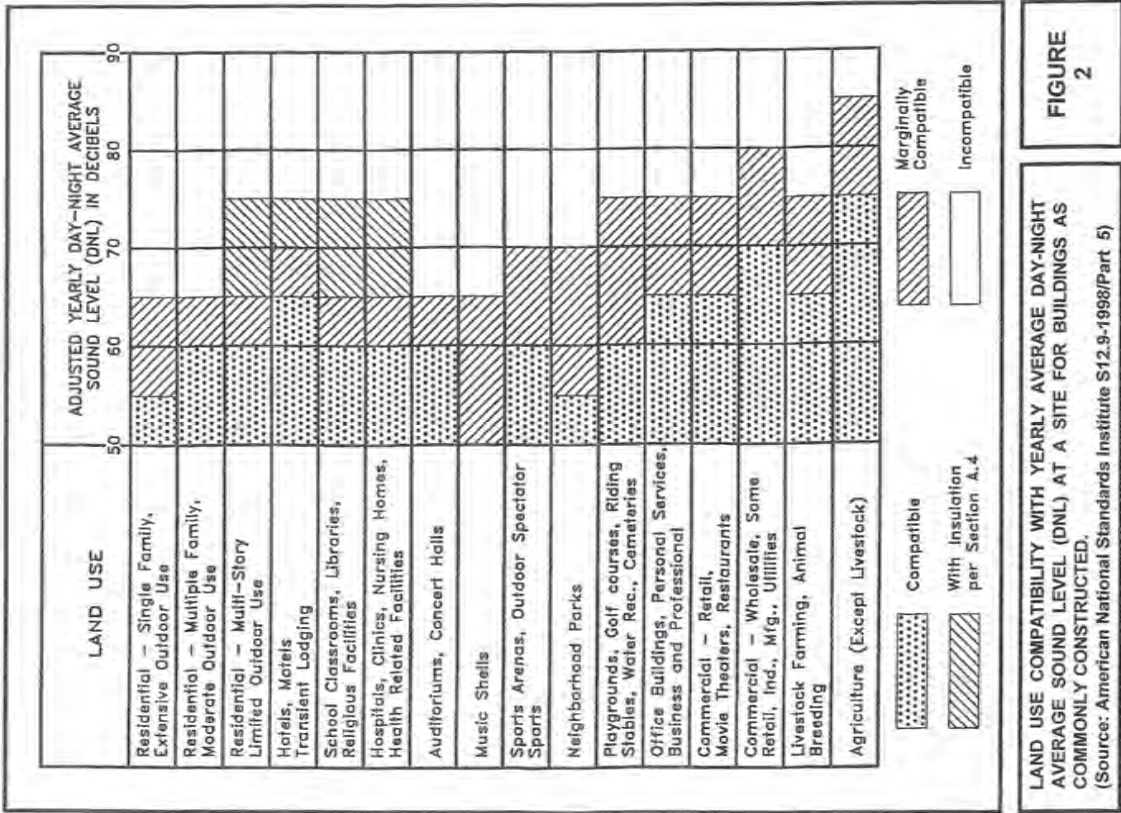 LAND USE
ADJUSTED YEARLY DAY-NIGHT AVERAGE
SOUND LEVEL (DNL) IN DECIBELS
50 60 70 80 90
Residential - Single Family,
Extensive Outdoor Use
Residential - Multiple Family,
Moderate Outdoor Use
Residential - Multi-Story
Limited Outdoor Use
Hotels, Motels
Transient Lodging
School Classrooms, Libraries,
Religious Facilities
Hospitals, Clinics, Nursing Homes,
Health Related Facilities
Auditoriums, Concert Halls
Music Shells
Sports Arenas, Outdoor Spectator
Sports
Neighborhood Parks
Playgrounds, Golf courses, Riding
Stables, Water Rec., Cemeteries
Office Buildings, Personal Services,
Business and Professional
Commercial - Retail,
Movie Theaters, Restaurants
Commercial - Wholesale, Some
Retail, Ind., Mfg., Utilities
Livestock Farming, Animal
Breeding
Agriculture (Except Livestock)
Compatible
Marginally
Compatible
With Insulation
per Section A.4
Incompatible
LAND USE COMPATIBILITY WITH YEARLY AVERAGE DAY-NIGHT
AVERAGE SOUND LEVEL (DNL) AT A SITE FOR BUILDINGS AS
COMMONLY CONSTRUCTED.
(Source: American National Standards Institute S12.9-1998/Part 5)
FIGURE
2